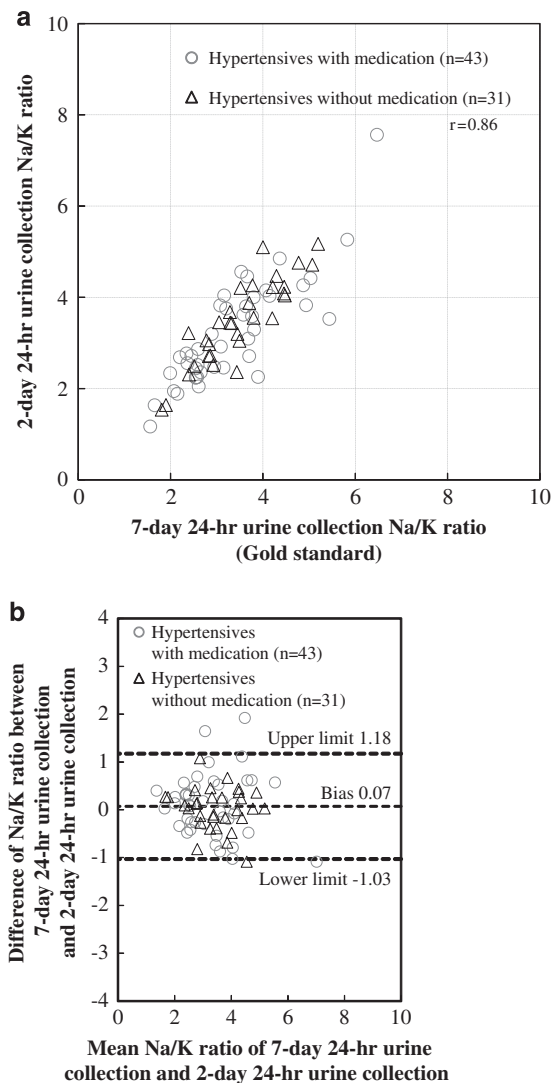 a
10
8
6
4
2
0
2-day 24-hr urine collection Na/K ratio
Hypertensives with medication (n=43)
Hypertensives without medication (n=31)
r=0.86
0 2 4 6 8 10
7-day 24-hr urine collection Na/K ratio
(Gold standard)
b
4
3
2
1
0
-1
-2
-3
-4
Difference of Na/K ratio between
7-day 24-hr urine collection
and 2-day 24-hr urine collection
Hypertensives
with medication (n=43)
Hypertensives
without medication (n=31)
Upper limit 1.18
Bias 0.07
Lower limit -1.03
0 2 4 6 8 10
Mean Na/K ratio of 7-day 24-hr urine
collection and 2-day 24-hr urine collection